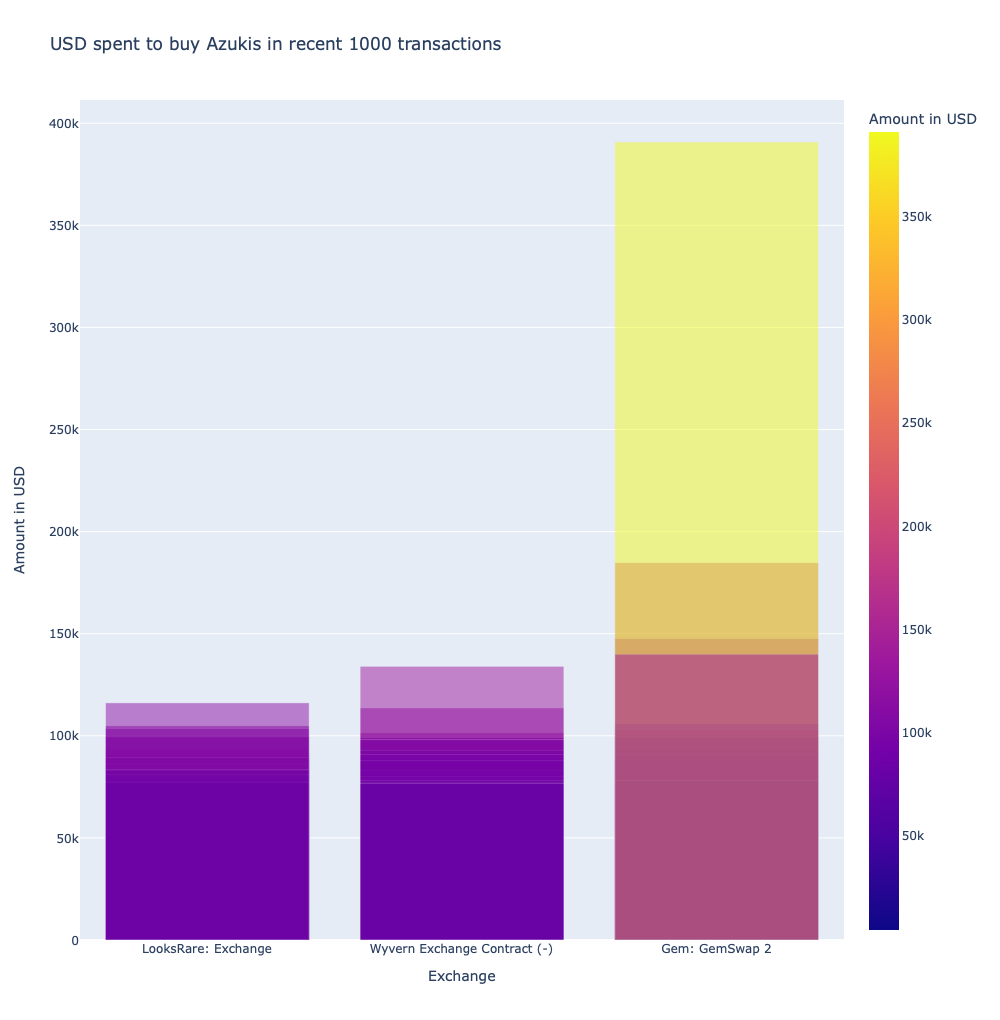 USD spent to buy Azukis in recent 1000 transactions
Amount in USD
400k
350k
300k
250k
200k
150k
100k
50k
0
LooksRare: Exchange
Wyvern Exchange Contract (-)
Gem: GemSwap 2
Exchange
Amount in USD
350k
300k
250k
200k
150k
100k
50k